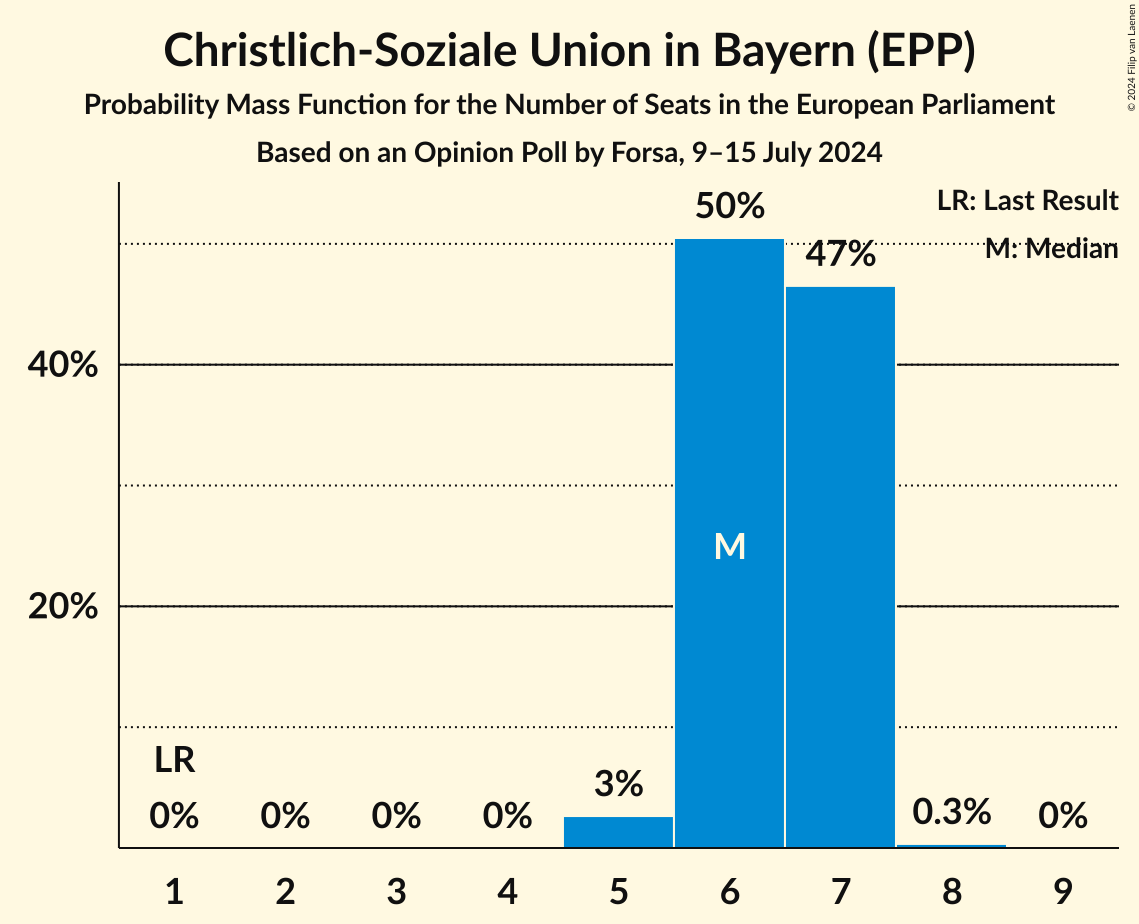 Christlich-Soziale Union in Bayern (EPP)
Probability Mass Function for the Number of Seats in the European Parliament
Based on an Opinion Poll by Forsa, 9–15 July 2024
© 2024 Filip van Laenen
LR: Last Result
M: Median
50%
47%
40%
M
20%
LR
0%
0%
0%
0%
3%
0.3%
0%
1 2 3 4 5 6 7 8 9